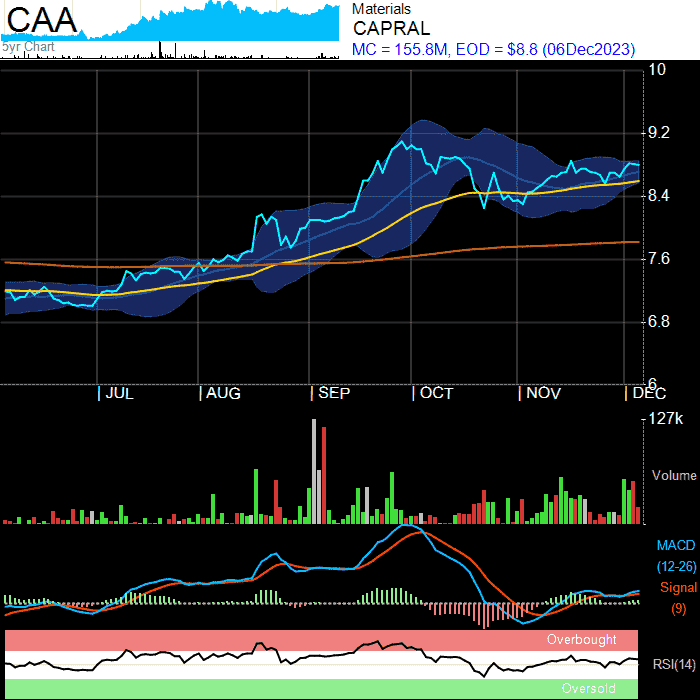 CAA
5yr Chart
Materials
CAPRAL
MC = 155.8M, EOD = $8.8 (06Dec2023)
10
9.2
8.4
7.6
6.8
6
| JUL | AUG | SEP | OCT | NOV | DEC
127k
Volume
MACD
(12-26)
Signal
(9)
Overbought
RSI(14)
Oversold